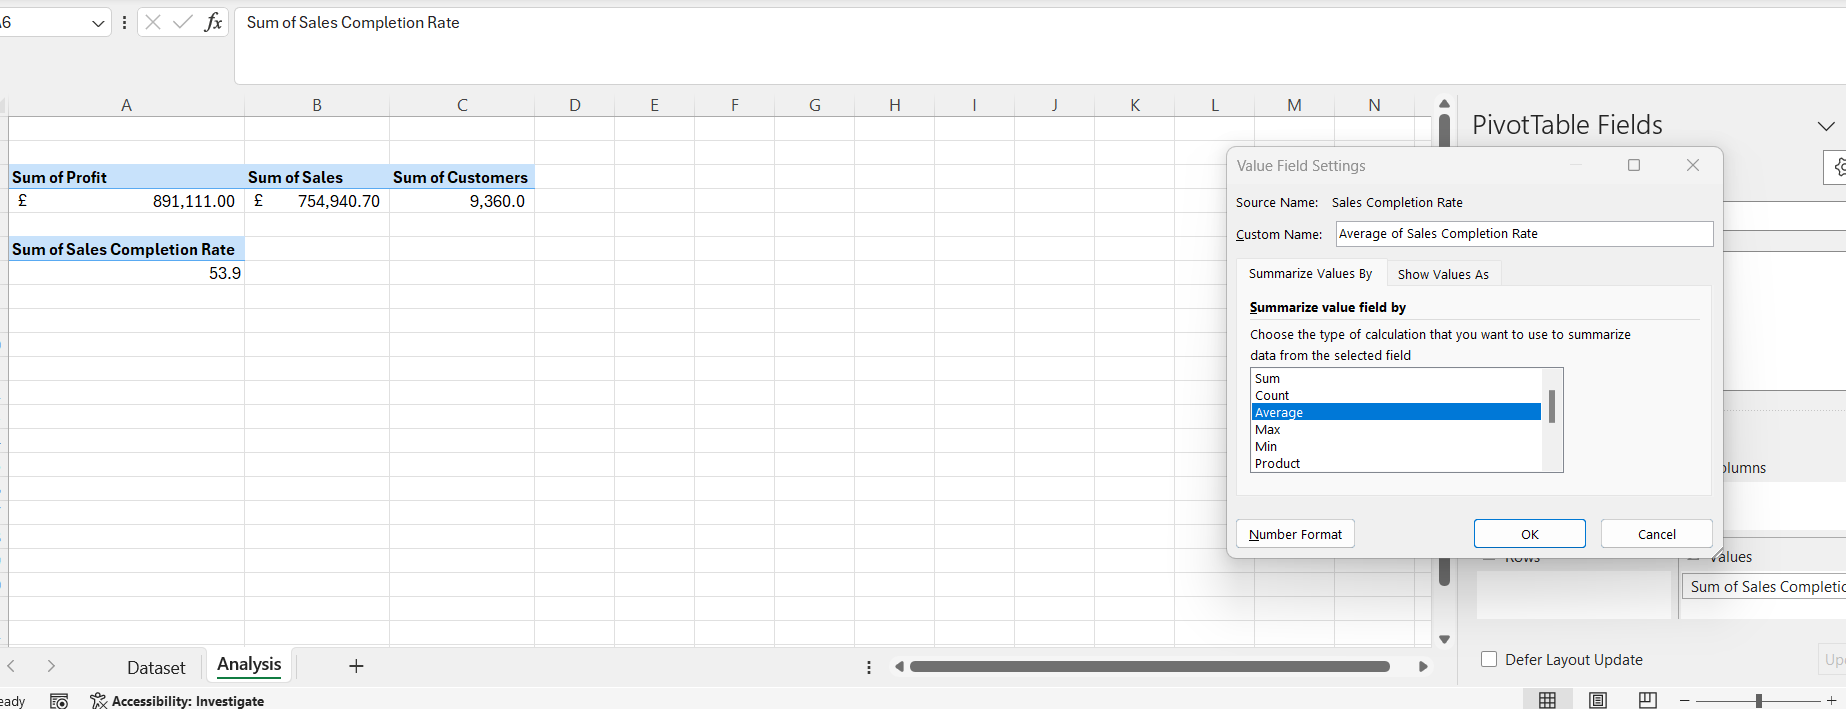 A6
Sum of Sales Completion Rate
A B C D E F G H I J K L M N
Sum of Profit Sum of Sales Sum of Customers
£ 891,111.00 £ 754,940.70 9,360.0
Sum of Sales Completion Rate
53.9
PivotTable Fields
Value Field Settings
Source Name: Sales Completion Rate
Custom Name: Average of Sales Completion Rate
Summarize Values By Show Values As
Summarize value field by
Choose the type of calculation that you want to use to summarize
data from the selected field
Sum
Count
Average
Max
Min
Product
Number Format OK Cancel
olumns
Rows Values
Sum of Sales Completic
Defer Layout Update Up
Dataset Analysis
eady Accessibility: Investigate